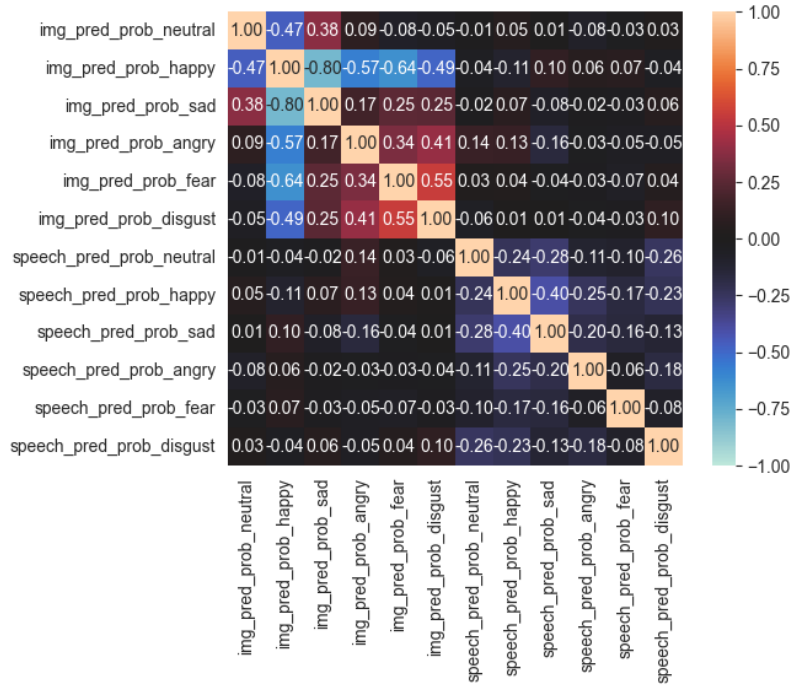 img_pred_prob_neutral 1.00 -0.47 0.38 0.09 -0.08 -0.05 -0.01 0.05 0.01 -0.08 -0.03 0.03
img_pred_prob_happy -0.47 1.00 -0.80 -0.57 -0.64 -0.49 -0.04 -0.11 0.10 0.06 0.07 -0.04
img_pred_prob_sad 0.38 -0.80 1.00 0.17 0.25 0.25 -0.02 0.07 -0.08 -0.02 -0.03 0.06
img_pred_prob_angry 0.09 -0.57 0.17 1.00 0.34 0.41 0.14 0.13 -0.16 -0.03 -0.05 -0.05
img_pred_prob_fear -0.08 -0.64 0.25 0.34 1.00 0.55 0.03 0.04 -0.04 -0.03 -0.07 0.04
img_pred_prob_disgust -0.05 -0.49 0.25 0.41 0.55 1.00 -0.06 0.01 0.01 -0.04 -0.03 0.10
speech_pred_prob_neutral -0.01 -0.04 -0.02 0.14 0.03 -0.06 1.00 -0.24 -0.28 -0.11 -0.10 -0.26
speech_pred_prob_happy 0.05 -0.11 0.07 0.13 0.04 0.01 -0.24 1.00 -0.40 -0.25 -0.17 -0.23
speech_pred_prob_sad 0.01 0.10 -0.08 -0.16 -0.04 0.01 -0.28 -0.40 1.00 -0.20 -0.16 -0.13
speech_pred_prob_angry -0.08 0.06 -0.02 -0.03 -0.03 -0.04 -0.11 -0.25 -0.20 1.00 -0.06 -0.18
speech_pred_prob_fear -0.03 0.07 -0.03 -0.05 -0.07 -0.03 -0.10 -0.17 -0.16 -0.06 1.00 -0.08
speech_pred_prob_disgust 0.03 -0.04 0.06 -0.05 0.04 0.10 -0.26 -0.23 -0.13 -0.18 -0.08 1.00
img_pred_prob_neutral
img_pred_prob_happy
img_pred_prob_sad
img_pred_prob_angry
img_pred_prob_fear
img_pred_prob_disgust
speech_pred_prob_neutral
speech_pred_prob_happy
speech_pred_prob_sad
speech_pred_prob_angry
speech_pred_prob_fear
speech_pred_prob_disgust
1.00
0.75
0.50
0.25
0.00
−0.25
−0.50
−0.75
−1.00